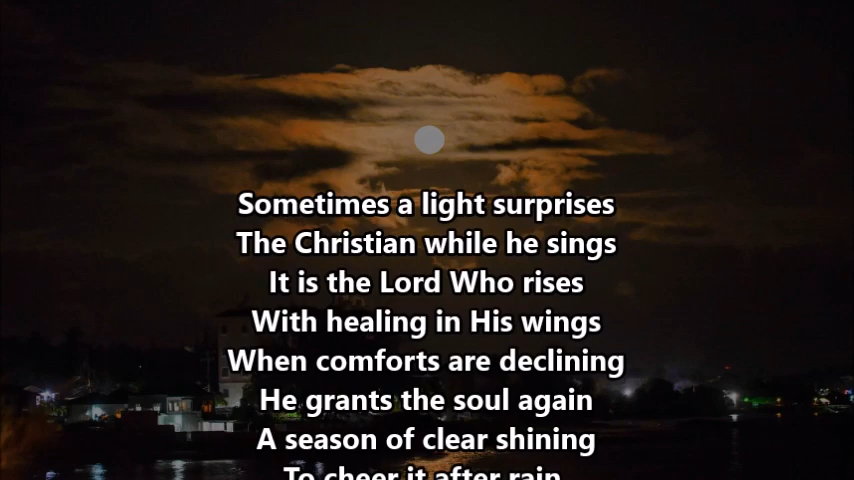 Sometimes a light surprises
The Christian while he sings
It is the Lord Who rises
With healing in His wings
When comforts are declining
He grants the soul again
A season of clear shining
To cheer it after rain